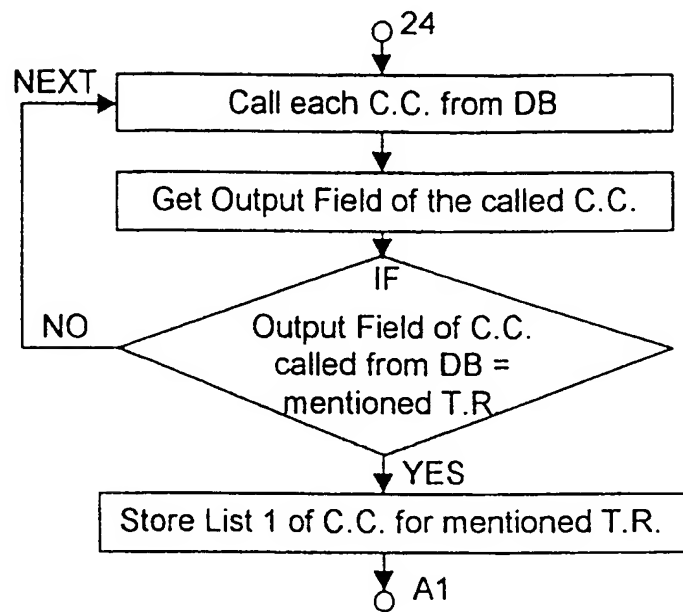 24
NEXT
Call each C.C. from DB
Get Output Field of the called C.C.
IF
NO
Output Field of C.C.
called from DB =
mentioned T.R.
YES
Store List 1 of C.C. for mentioned T.R.
A1